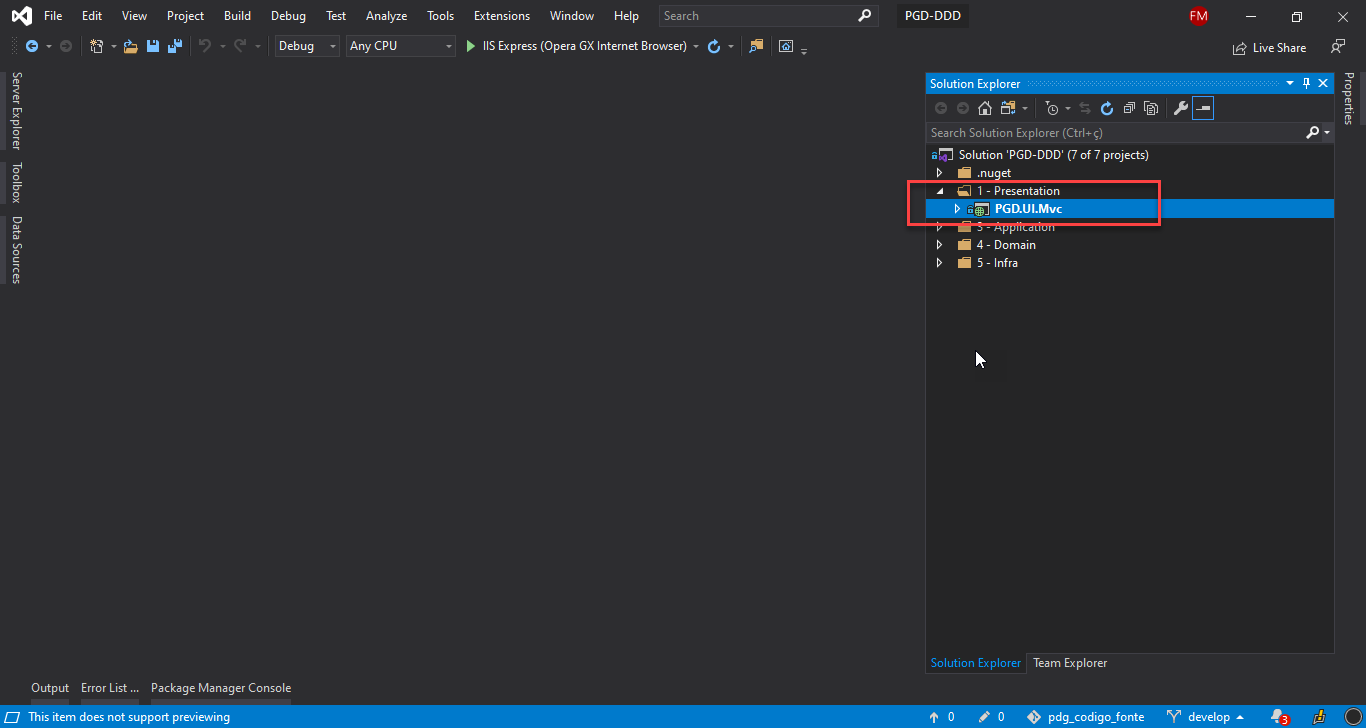 File Edit View Project Build Debug Test Analyze Tools Extensions Window Help Search PGD-DDD FM
Debug Any CPU IIS Express (Opera GX Internet Browser) Live Share
Server Explorer
Toolbox
Data Sources
Solution Explorer
Search Solution Explorer (Ctrl+ç)
Solution 'PGD-DDD' (7 of 7 projects)
.nuget
1 - Presentation
PGD.UI.Mvc
3 - Application
4 - Domain
5 - Infra
Properties
Solution Explorer Team Explorer
Output Error List ... Package Manager Console
This item does not support previewing 0 0 pdg_codigo_fonte develop 3